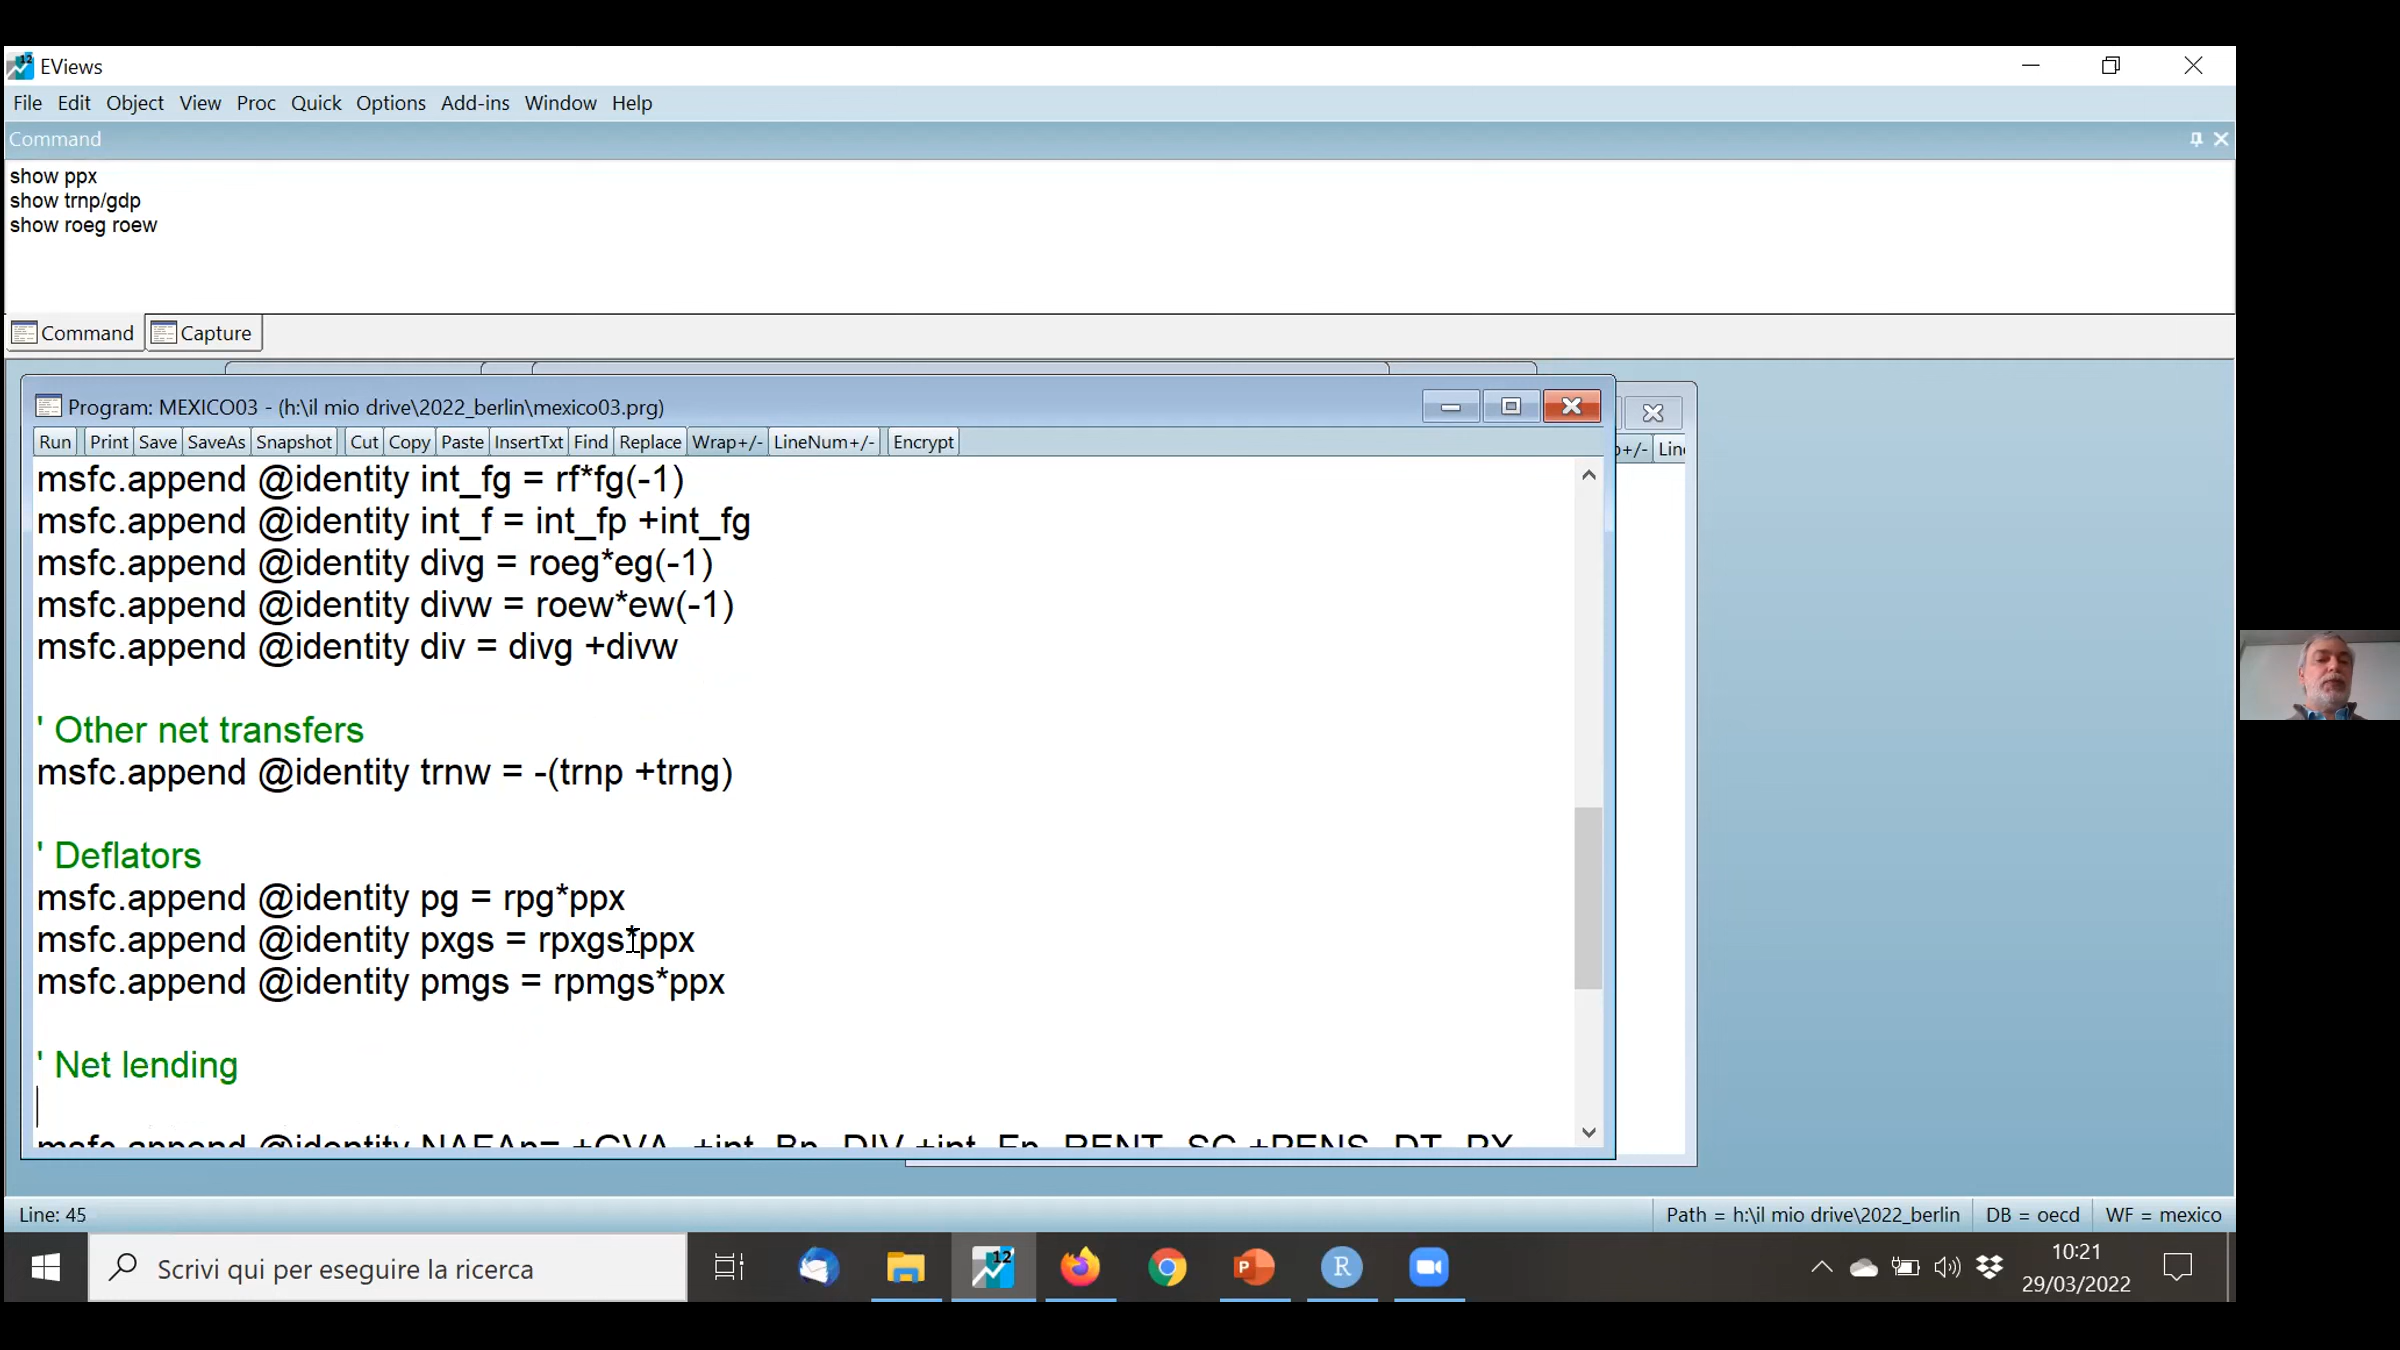 EViews
File Edit Object View Proc Quick Options Add-ins Window Help
Command
show ppx
show trnp/gdp
show roeg roew
Command Capture
Program: MEXICO03 - (h:\il mio drive\2022_berlin\mexico03.prg)
Run Print Save SaveAs Snapshot Cut Copy Paste InsertTxt Find Replace Wrap+/- LineNum+/- Encrypt
msfc.append @identity int_fg = rf*fg(-1)
msfc.append @identity int_f = int_fp +int_fg
msfc.append @identity divg = roeg*eg(-1)
msfc.append @identity divw = roew*ew(-1)
msfc.append @identity div = divg +divw
' Other net transfers
msfc.append @identity trnw = -(trnp +trng)
' Deflators
msfc.append @identity pg = rpg*ppx
msfc.append @identity pxgs = rpxgs*ppx
msfc.append @identity pmgs = rpmgs*ppx
' Net lending
msfc.append @identity
Line: 45
Path = h:\il mio drive\2022_berlin DB = oecd WF = mexico
Scrivi qui per eseguire la ricerca
12
10:21
29/03/2022